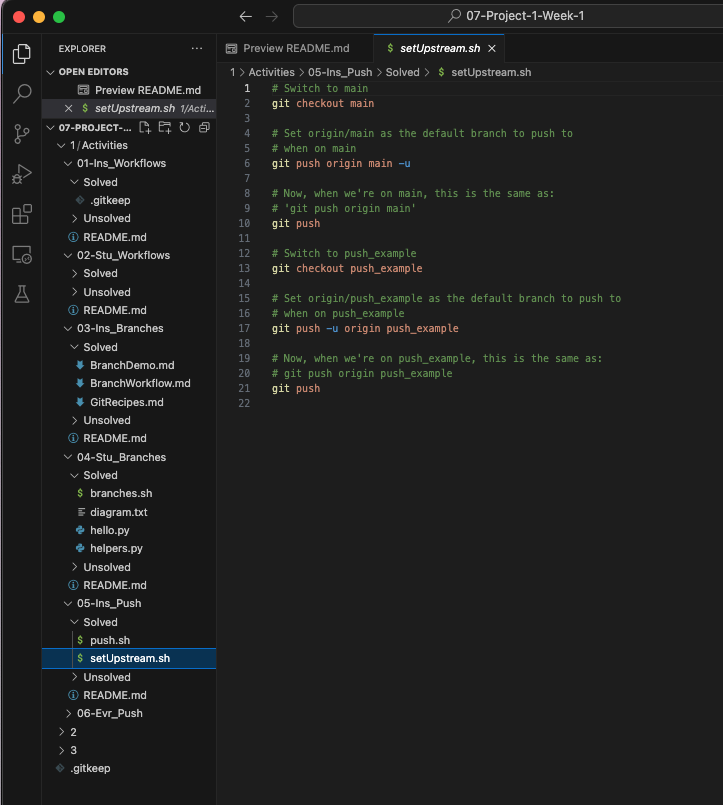 07-Project-1-Week-1
EXPLORER
Preview README.md
$ setUpstream.sh
OPEN EDITORS
Preview README.md
$ setUpstream.sh 1/Acti...
07-PROJECT-...
1/Activities
01-Ins_Workflows
Solved
.gitkeep
Unsolved
README.md
02-Stu_Workflows
Solved
Unsolved
README.md
03-Ins_Branches
Solved
BranchDemo.md
BranchWorkflow.md
GitRecipes.md
Unsolved
README.md
04-Stu_Branches
Solved
$ branches.sh
diagram.txt
hello.py
helpers.py
Unsolved
README.md
05-Ins_Push
Solved
$ push.sh
$ setUpstream.sh
Unsolved
README.md
06-Evr_Push
2
3
.gitkeep
1 > Activities > 05-Ins_Push > Solved > $ setUpstream.sh
1 # Switch to main
2 git checkout main
3
4 # Set origin/main as the default branch to push to
5 # when on main
6 git push origin main -u
7
8 # Now, when we're on main, this is the same as:
9 # 'git push origin main'
10 git push
11
12 # Switch to push_example
13 git checkout push_example
14
15 # Set origin/push_example as the default branch to push to
16 # when on push_example
17 git push -u origin push_example
18
19 # Now, when we're on push_example, this is the same as:
20 # git push origin push_example
21 git push
22